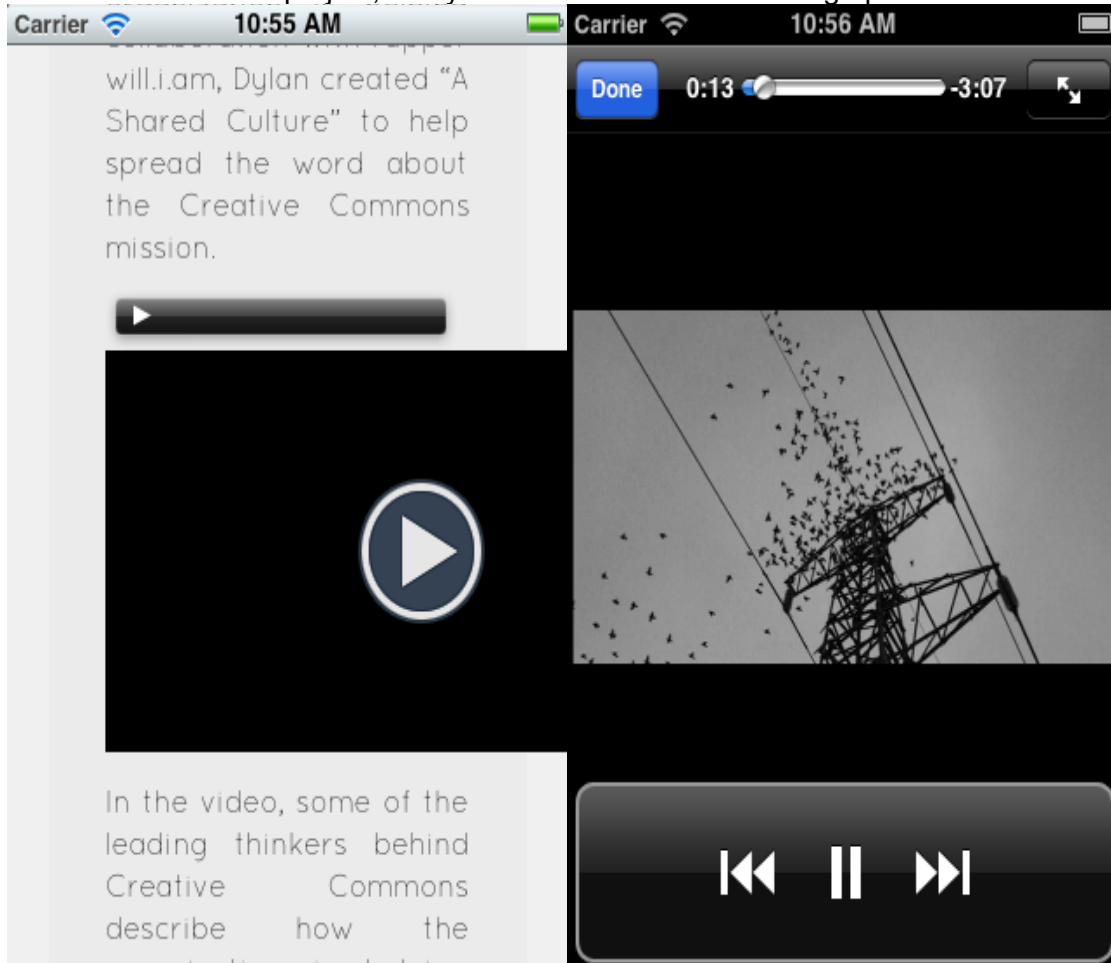 Carrier 10:55 AM
will.i.am, Dylan created “A
Shared Culture” to help
spread the word about
the Creative Commons
mission.
In the video, some of the
leading thinkers behind
Creative Commons
describe how the
Carrier 10:56 AM
Done 0:13 -3:07